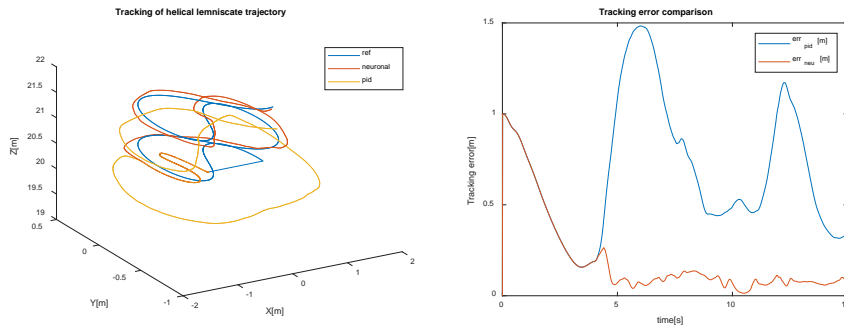 Tracking of helical lemniscate trajectory
22
21.5
21
20.5
20
19.5
19
Z[m]
0.5
0
-0.5
-1
Y[m]
-2
-1
0
1
2
X[m]
ref
neuronal
pid
Tracking error comparison
1.5
1
0.5
0
Tracking error[m]
0
5
10
15
time[s]
err pid [m]
err neu [m]